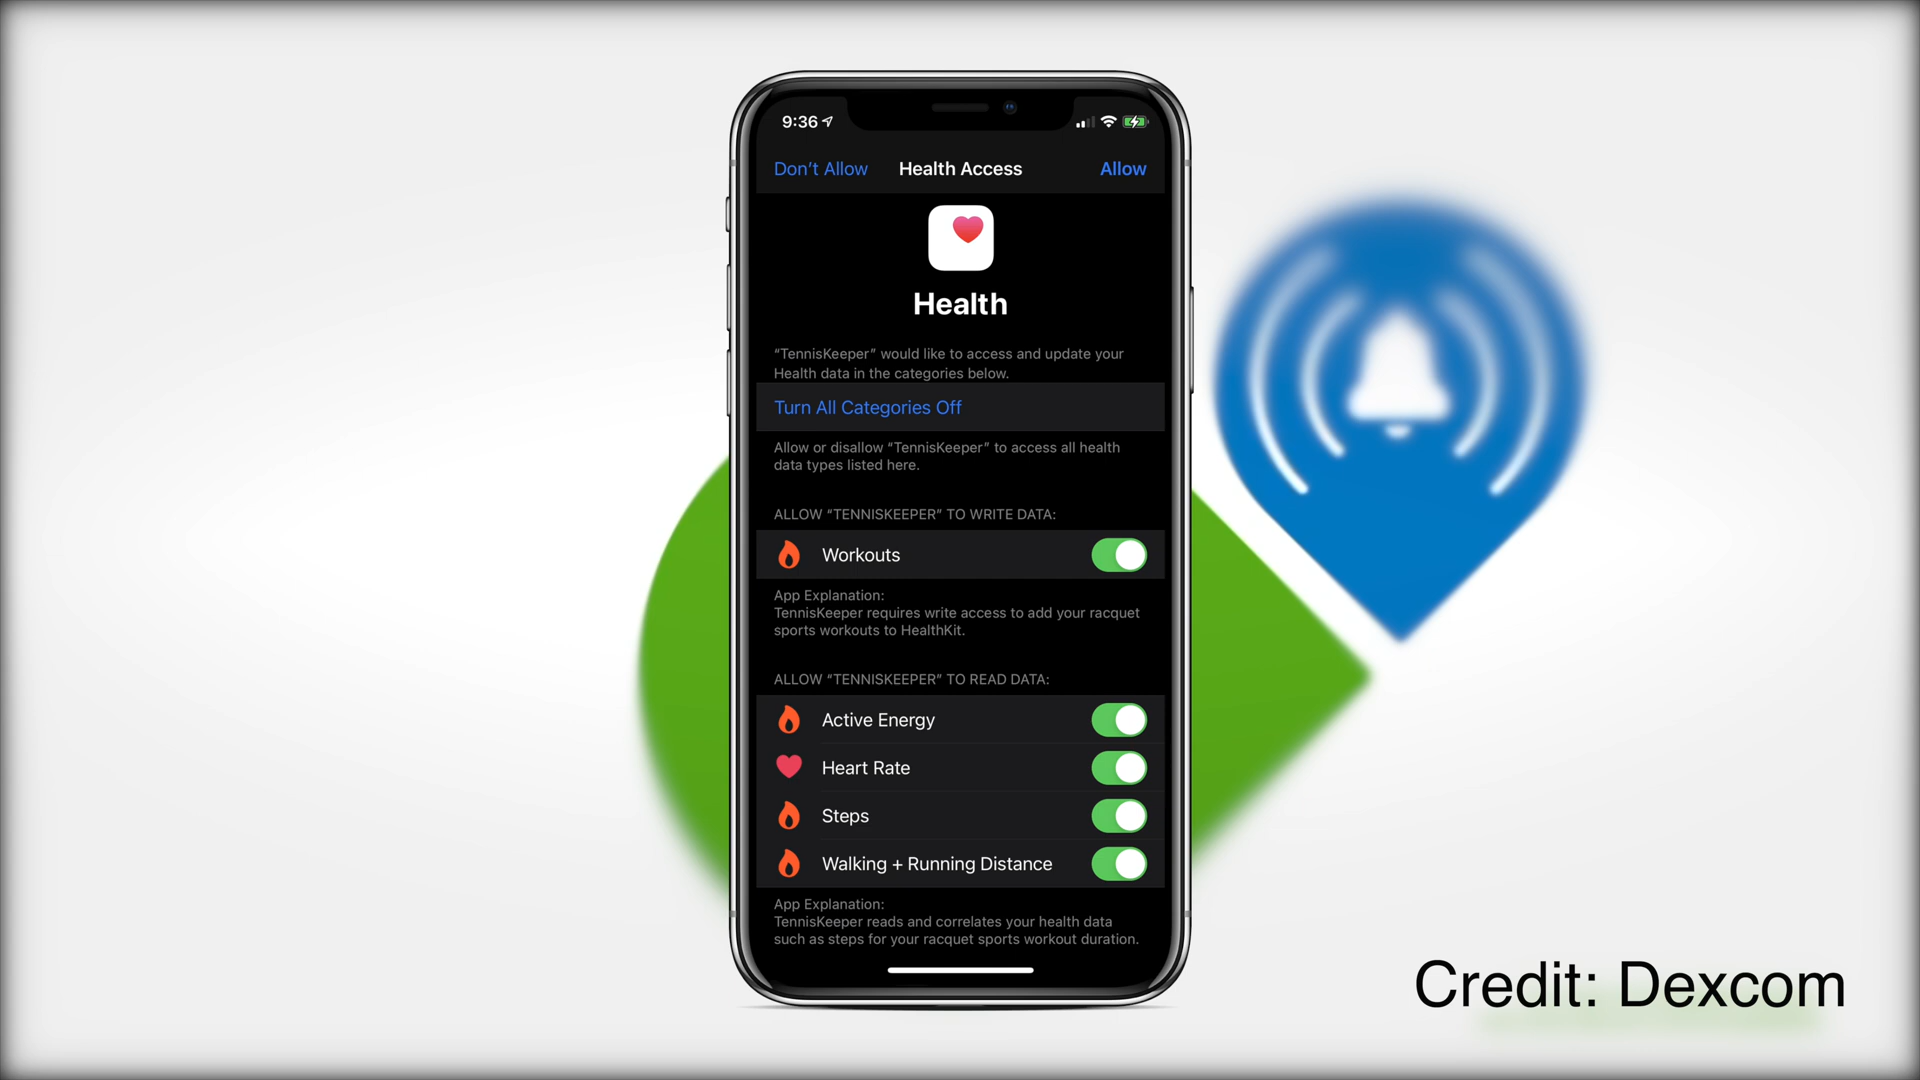 9:36
Don’t Allow Health Access Allow
Health
“TennisKeeper” would like to access and update your
Health data in the categories below.
Turn All Categories Off
Allow or disallow “TennisKeeper” to access all health
data types listed here.
ALLOW “TENNISKEEPER” TO WRITE DATA:
Workouts
App Explanation:
TennisKeeper requires write access to add your racquet
sports workouts to HealthKit.
ALLOW “TENNISKEEPER” TO READ DATA:
Active Energy
Heart Rate
Steps
Walking + Running Distance
App Explanation:
TennisKeeper reads and correlates your health data
such as steps for your racquet sports workout duration.
Credit: Dexcom